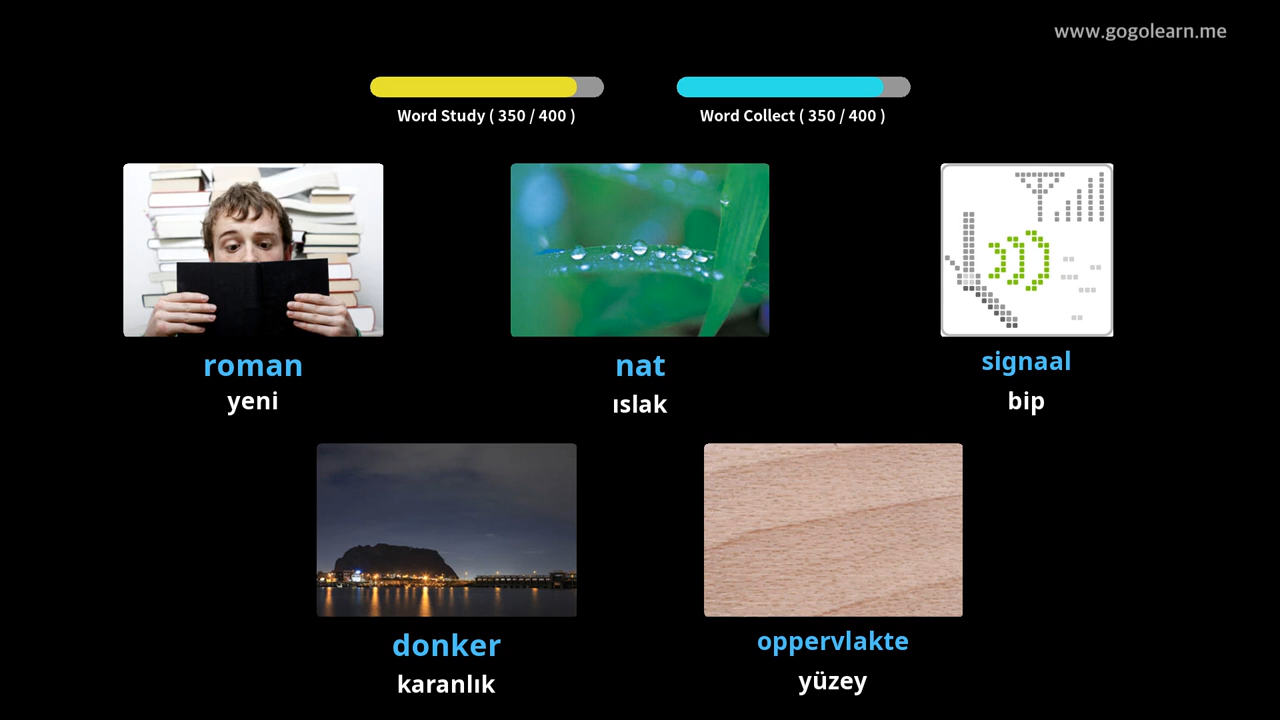 www.gogolearn.me
Word Study ( 350 / 400 )
Word Collect ( 350 / 400 )
roman
nat
signaal
yeni
ıslak
bip
donker
oppervlakte
karanlık
yüzey